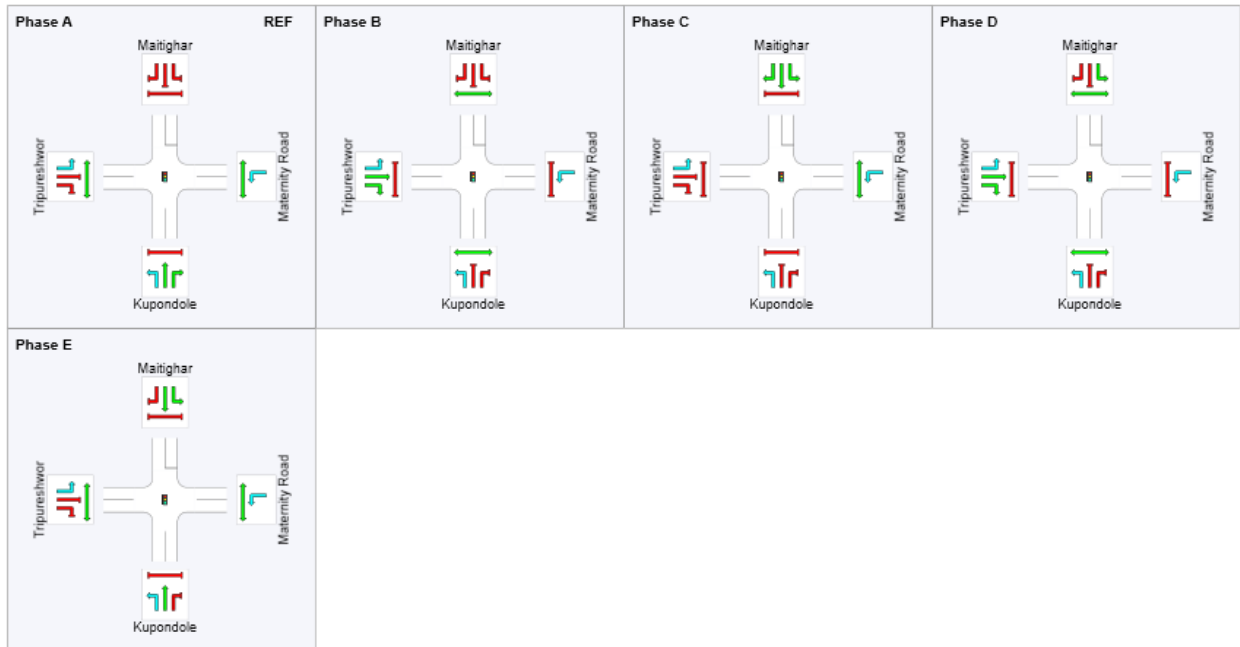 Phase A REF
Maitighar
Tripureshwor
Maternity Road
Kupondole
Phase B
Maitighar
Tripureshwor
Maternity Road
Kupondole
Phase C
Maitighar
Tripureshwor
Maternity Road
Kupondole
Phase D
Maitighar
Tripureshwor
Maternity Road
Kupondole
Phase E
Maitighar
Tripureshwor
Maternity Road
Kupondole